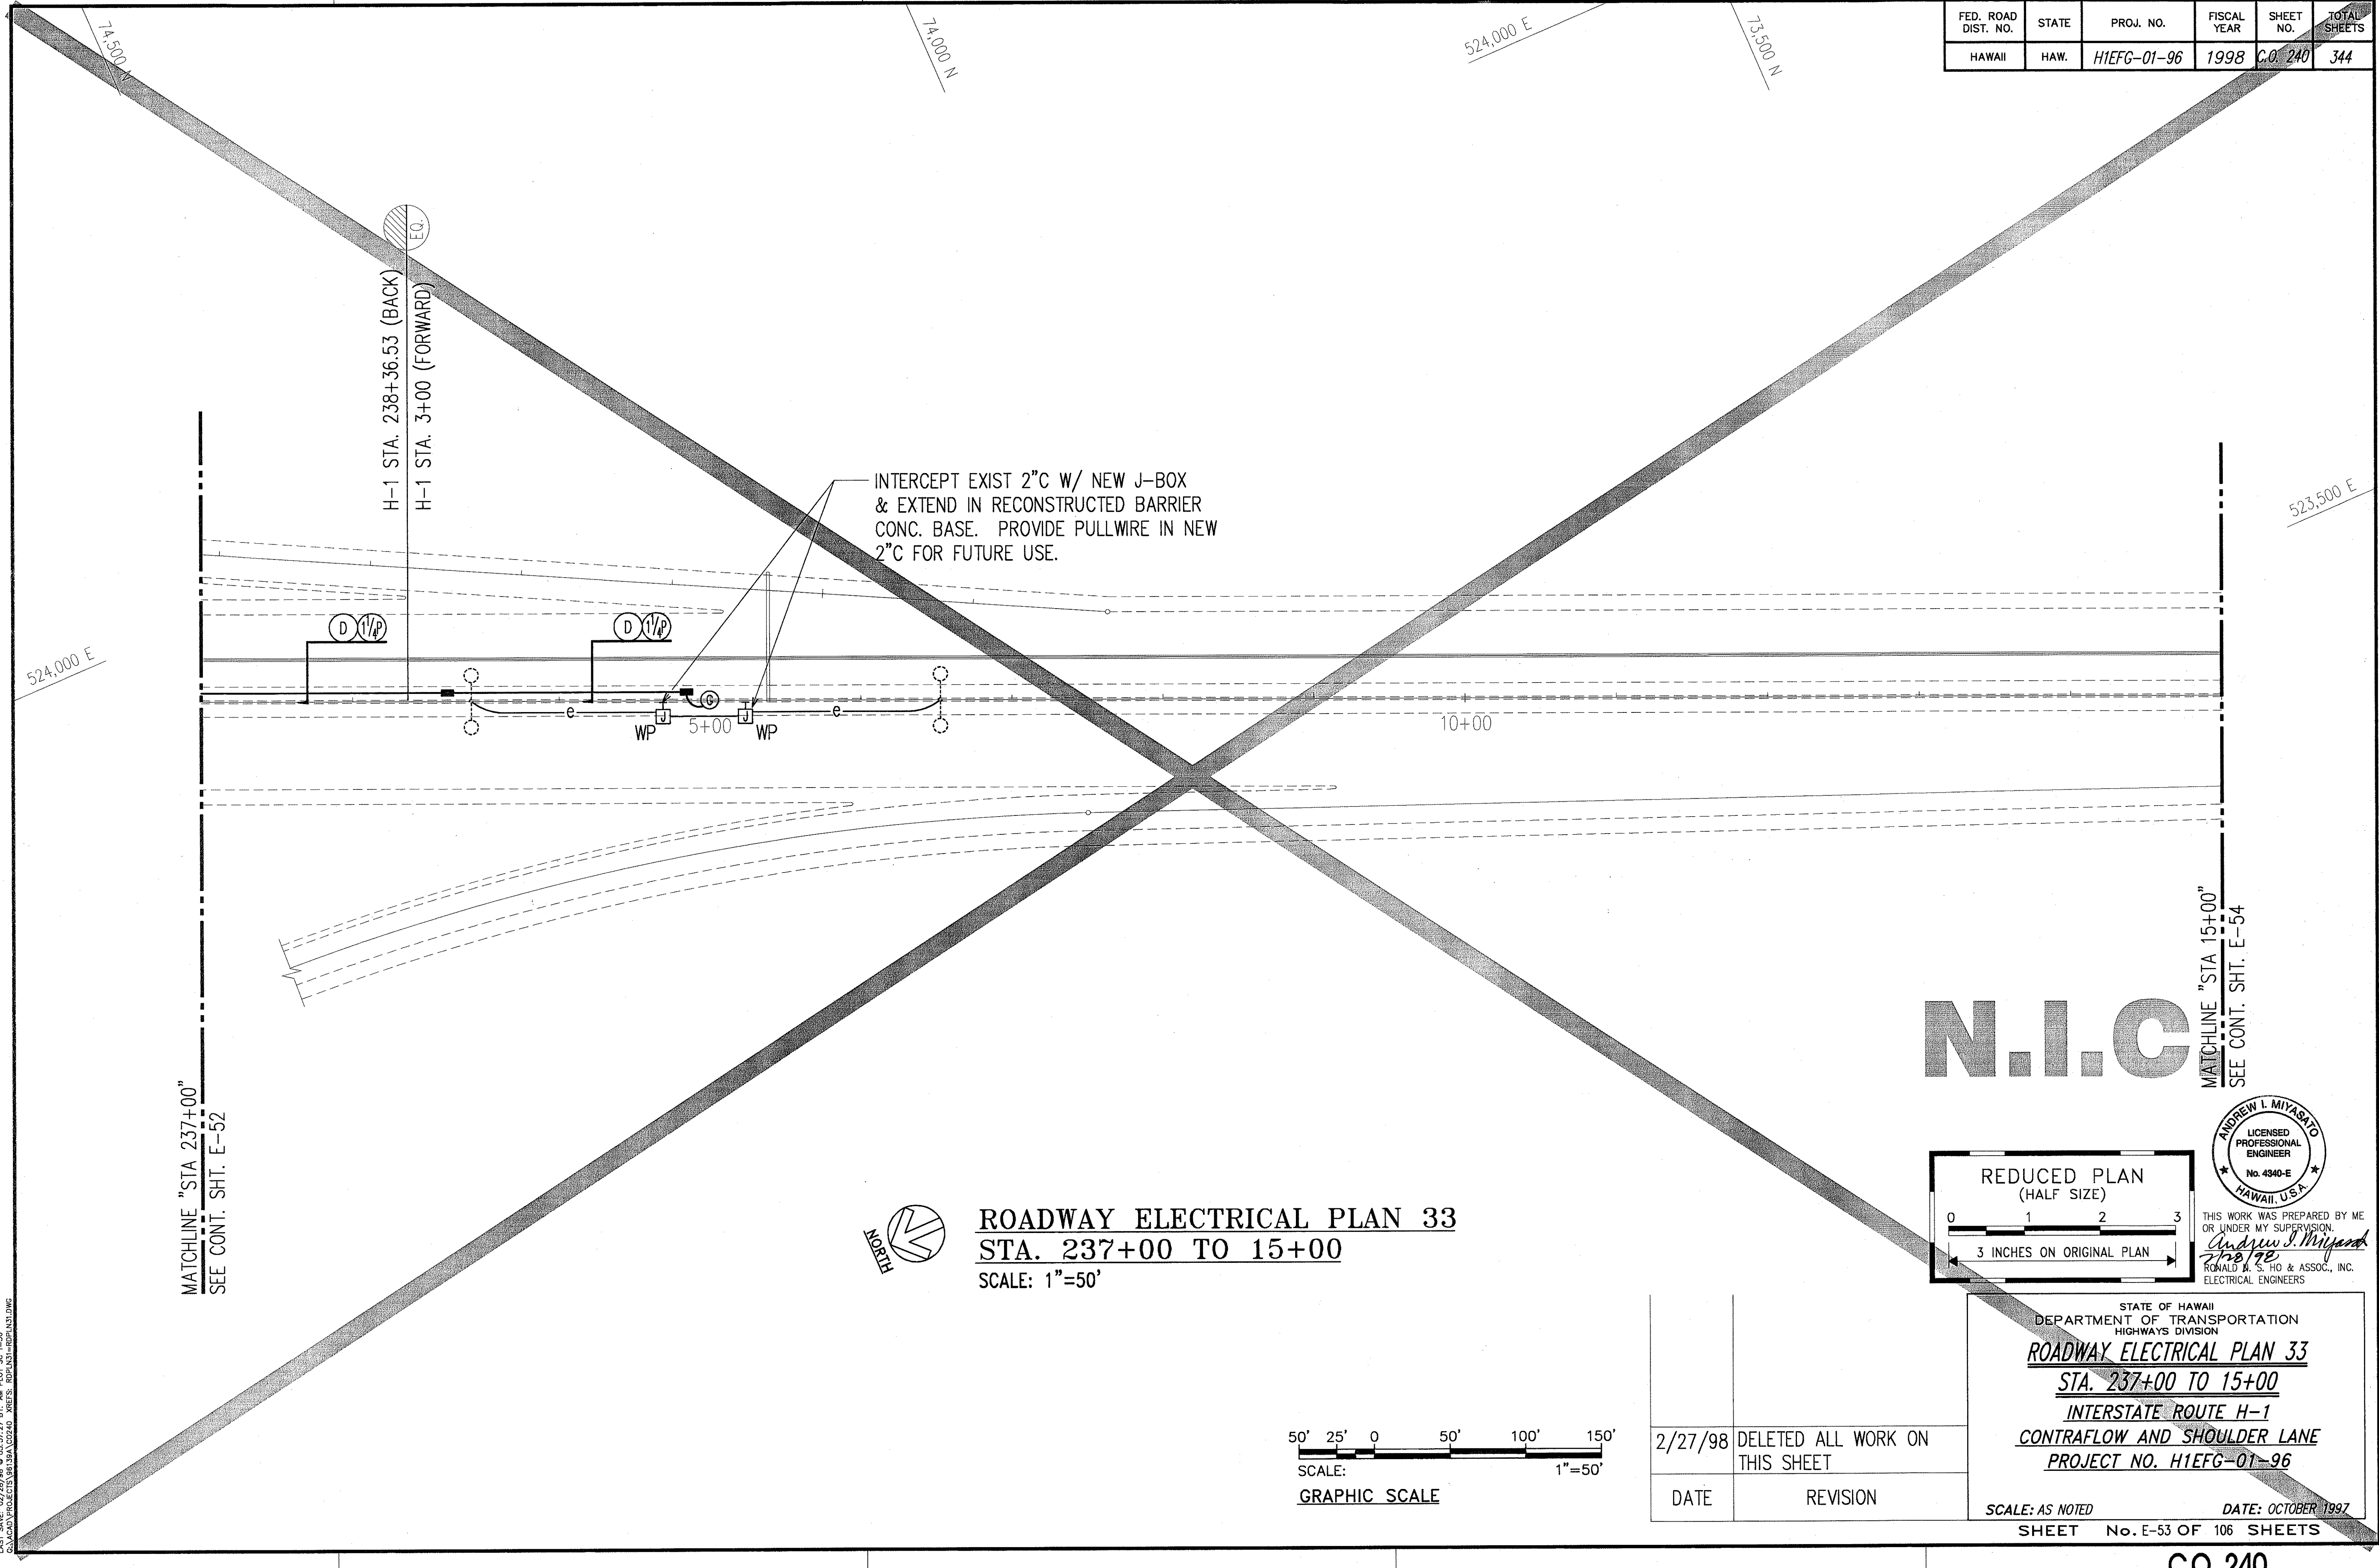 FED. ROAD DIST. NO. STATE PROJ. NO. FISCAL YEAR SHEET NO. TOTAL SHEETS
HAWAII HAW. H1EFG-01-96 1998 C.O. 240 344
74,500 N
74,000 N
524,000 E
73,500 N
EQ.
H-1 STA. 238+36.53 (BACK)
H-1 STA. 3+00 (FORWARD)
INTERCEPT EXIST 2"C W/ NEW J-BOX
& EXTEND IN RECONSTRUCTED BARRIER
CONC. BASE. PROVIDE PULLWIRE IN NEW
2"C FOR FUTURE USE.
523,500 E
524,000 E
D 1¼P
D 1¼P
G
e
J
J
e
WP
5+00
WP
10+00
MATCHLINE "STA 237+00"
SEE CONT. SHT. E-52
MATCHLINE "STA 15+00"
SEE CONT. SHT. E-54
N.I.C
NORTH
ROADWAY ELECTRICAL PLAN 33
STA. 237+00 TO 15+00
SCALE: 1"=50'
REDUCED PLAN
(HALF SIZE)
0 1 2 3
3 INCHES ON ORIGINAL PLAN
ANDREW I. MIYASATO
LICENSED
PROFESSIONAL
ENGINEER
No. 4340-E
HAWAII, U.S.A.
THIS WORK WAS PREPARED BY ME
OR UNDER MY SUPERVISION.
Andrew I. Miyasato
2/28/98
RONALD N. S. HO & ASSOC., INC.
ELECTRICAL ENGINEERS
50' 25' 0 50' 100' 150'
SCALE: 1"=50'
GRAPHIC SCALE
2/27/98 DELETED ALL WORK ON
THIS SHEET
DATE REVISION
STATE OF HAWAII
DEPARTMENT OF TRANSPORTATION
HIGHWAYS DIVISION
ROADWAY ELECTRICAL PLAN 33
STA. 237+00 TO 15+00
INTERSTATE ROUTE H-1
CONTRAFLOW AND SHOULDER LANE
PROJECT NO. H1EFG-01-96
SCALE: AS NOTED DATE: OCTOBER 1997
SHEET No. E-53 OF 106 SHEETS
C.O. 240